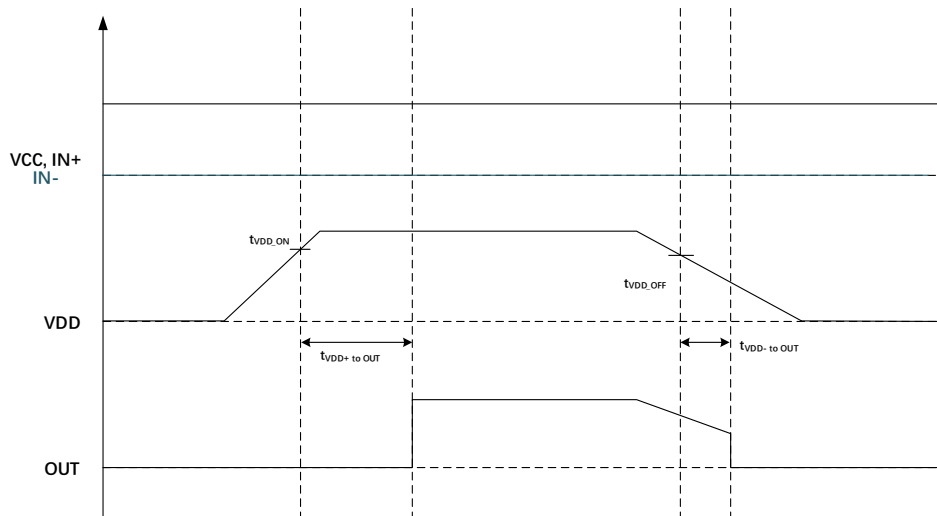 VCC, IN+
IN-
tVDD_ON
tVDD_OFF
VDD
tVDD+ to OUT
tVDD- to OUT
OUT